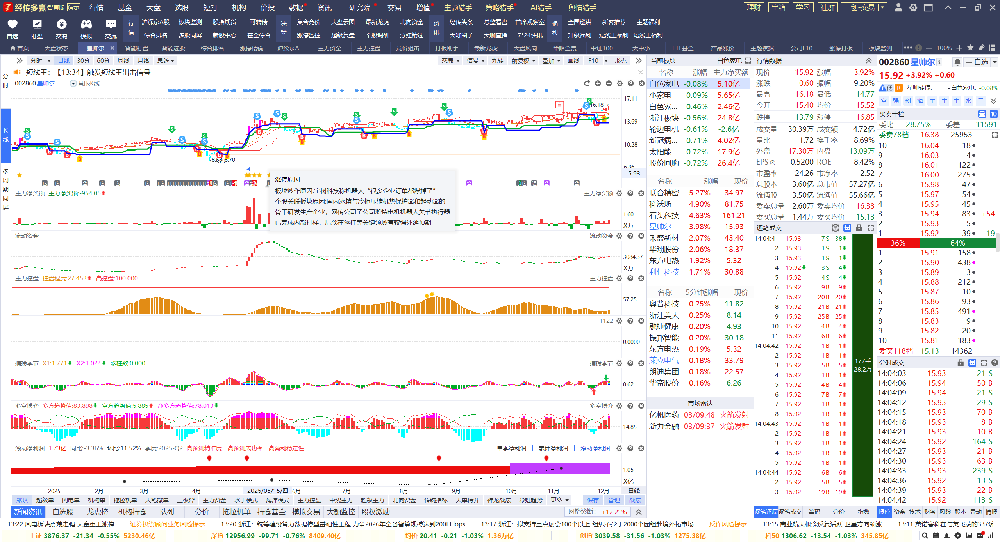 经传多赢 智尊版 演示 行情 基金 大盘 选股 短打 机构 价投 数据 资讯 研究院 交易 增值 主题猎手 策略猎手 AI猎手 舆情猎手 理财 宝箱 学习 社群 一创-交易
自选 盯盘 交易 模拟 交流
行情 沪深京A股 板块监测 股指期货 可转债 决策 集合竞价 大盘云图 最新龙虎 北向资金 资讯 经传头条 总监看盘 首席观察室 福利 全国巡讲 新客推荐 主题福利
综合排名 多股同屏 新股中心 基金综合 涨停监控 超级复盘 个股调研 分红精选 大咖圈子 大咖直播 7*24快讯 升级福利 短线王福利 短线王福利
首页 大盘状态 星帅尔 智能盯盘 智能选股 综合排名 涨停棱镜 沪深京A... 主力资金 主力控盘 竞价狙击 打板助手 最新龙虎 大盘风向 策略全景 中证100... 大中小... ETF基金 产品涨价 主题挖掘 公司F10 涨停打板 板块监测 100%
分时 日线 30分 60分 周线 月线 更多 交易 信号 九转 前复权 叠加 画线 F10 形态
短线王：【13:34】触发短线王出击信号
002860 星帅尔 慧眼K线
分时
K线
多周期同屏
17.11
13.69
10.28
6.86
5.93
16.18→
自
涨停原因
板块炒作原因:宇树科技称机器人“很多企业订单都爆掉了”
个股关联板块原因:国内冰箱与冷柜压缩机热保护器和起动器的
骨干研发生产企业；网传公司子公司浙特电机机器人关节执行器
已完成内部打样，后续在丝杠等关键领域有较强外延预期
主力净买额 主力净买额:-954.05 主力净买额
1.60
X万
流动资金 流动资金
3084.37
X万
主力控盘 控盘程度:27.453 高控盘:100.000 主力控盘
57.25
1122
0.0000
捕捞季节 X1:1.771 X2:1.024 彩柱数:0.000 捕捞季节
0.62
多空博弈 多方趋势值:83.898 空方趋势值:5.885 净多方趋势值:78.013 多空博弈
14.85
滚动净利润 1.73亿 同比:-3.36% 环比:11.52% 季度:2025-Q2 高预测精准度，高预测成功率，高盈利稳定性 单季净利润 累计净利润 滚动净利润
1.05
X亿
2025 2月 3月 4月 2025/05/15/四 6月 7月 8月 9月 10月 11月 12月 日线
默认 超级单 闪电单 机构单 拖拉机单 大笔撤单 三板斧 主力资金 水手模式 海洋模式 主力控盘 中线主力 超级主力 北向资金 传统指标 大单博弈 神龙战法 彩虹趋势 更多 保存 管理 战法
新闻资讯 自选股 龙虎榜 机构持仓 队列 分价 拖拉机单 持仓基金 模拟交易 大额监控 股权激励 网格诊断： +12.21%
当前板块 白色家电
名称 涨幅 主力净买额
白色家电 -0.08% 5.10亿
小家电 -0.09% 5.65亿
白色家... -0.46% 2.46亿
浙江板块 -0.56% 24.8亿
轮边电机 -0.61% -2.6亿
新冠病... -0.71% 4.02亿
太阳能 -0.72% 17.9亿
股份回购 -0.72% 26.4亿
名称 涨幅 现价
联合精密 5.27% 34.97
科沃斯 4.90% 81.75
石头科技 4.63% 161.21
星帅尔 3.98% 15.93
禾盛新材 2.07% 43.40
华翔股份 2.06% 18.37
东方电热 1.92% 5.32
利仁科技 1.71% 30.88
名称 5分钟涨幅 现价
奥普科技 0.25% 11.82
浙江美大 0.25% 8.14
融捷健康 0.20% 4.93
振邦智能 0.20% 30.18
东方电热 0.19% 5.32
莱克电气 0.18% 33.79
朗迪集团 0.18% 22.57
华帝股份 0.16% 6.26
市场雷达
亿帆医药 03/09:48 火箭发射
新力金融 03/09:37 火箭发射
行情数据
现价 15.92 涨幅 3.92%
涨跌 0.60 振幅 9.20%
最高 16.18 最低 14.77
今开 15.40 均价 15.52
跌停 13.79 涨停 16.85
成交量 30.39万 成交额 4.72亿
量比 1.72 换手率 8.69%
外盘 17.30万 内盘 13.09万
EPS③ 0.5200 ROE 8.42%
市盈率 24.26 市净率 2.52
总股本 3.60亿 总市值 57.27亿
流通股 3.50亿 流通值 55.66亿
委卖总量 2.60万 委卖均价 16.38
委买总量 1.44万 委买均价 15.13
逐笔成交 单 量
14:04:41 15.93 17 S 38
2 15.93 1 S 1
3 15.93 1 S 1
4 15.92 3 S 4
5 15.92 4 S 4
6 15.92 9 B 9
7 15.92 20 B 20
8 15.92 21 B 21
9 15.92 25 B 25
10 15.92 4 B 4
11 15.92 6 B 6
14:04:42 15.92 1 B 1
2 15.92 1 B 1
3 15.92 5 B 5
4 15.92 1 B 1
5 15.92 4 B 4
6 15.92 17 B 17
7 15.92 1 B 1
8 15.92 1 B 1
14:04:43 15.92 1 B 1
2 15.92 1 B 1
3 15.92 1 B 1
4 15.92 1 B 1
5 15.92 1 B 1
14:04:44 15.92 6 B 6
2 15.92 5 B 5
3 15.92 19 B 19
177手
28.2万
逐笔还原 逐笔成交 筹码 分价 指数
002860 星帅尔 自选
15.92 +3.92% +0.60
低 R 星帅转债: - 白色家电: -0.08%
空 强 创 海 主 主 主 水 三
买卖十档 量 10
委比 -28.75% 委差 -11591
委卖78档 16.38 25953
10 16.04 18
9 16.03 4
8 16.01 122
7 16.00 275
6 15.98 47
5 15.97 54
4 15.95 45
3 15.94 83 +54
2 15.93 5
1 15.92 39 -19
36% 64%
1 15.91 158
2 15.90 438
3 15.89 3
4 15.88 212
5 15.87 10
6 15.86 93
7 15.85 491
8 15.83 9
9 15.82 20
10 15.81 183
委买118档 15.13 14362
分时成交 量
14:04:03 15.93 21 S
14:04:06 15.94 50 B
14:04:09 15.94 21 S
14:04:12 15.93 29 S
14:04:15 15.93 70 B
14:04:18 15.93 8 B
14:04:21 15.93 10 B
14:04:24 15.92 164 S
14:04:27 15.93 21 B
14:04:30 15.93 63 B
14:04:33 15.93 239 S
14:04:36 15.92 13 S
14:04:39 15.93 22 B
14:04:42 15.92 113 S
报价 资金 技术 财务 风险 股本 异动 情报
13:22 风电板块震荡走强 大金重工涨停 证券投资顾问业务风险提示 13:20 浙江：统筹建设算力数据模型基础性工程 力争2026年全省智算规模达到200EFlops 13:17 浙江：拟支持重点展会100个以上 组织不少于2000个团组赴境外拓市场 反诈风险提示 13:15 商业航天概念反复活跃 卫星方向领涨 13:11 英诺赛科在与英飞凌的337诉
上证 3876.37 -21.34 -0.55% 5230.46亿 深指 12956.99 -99.71 -0.76% 8409.40亿 均价 20.41 -0.21 -1.03% 1.36万亿 创指 3039.58 -31.56 -1.03% 1275.38亿 科50 1306.62 -13.54 -1.03% 345.85亿